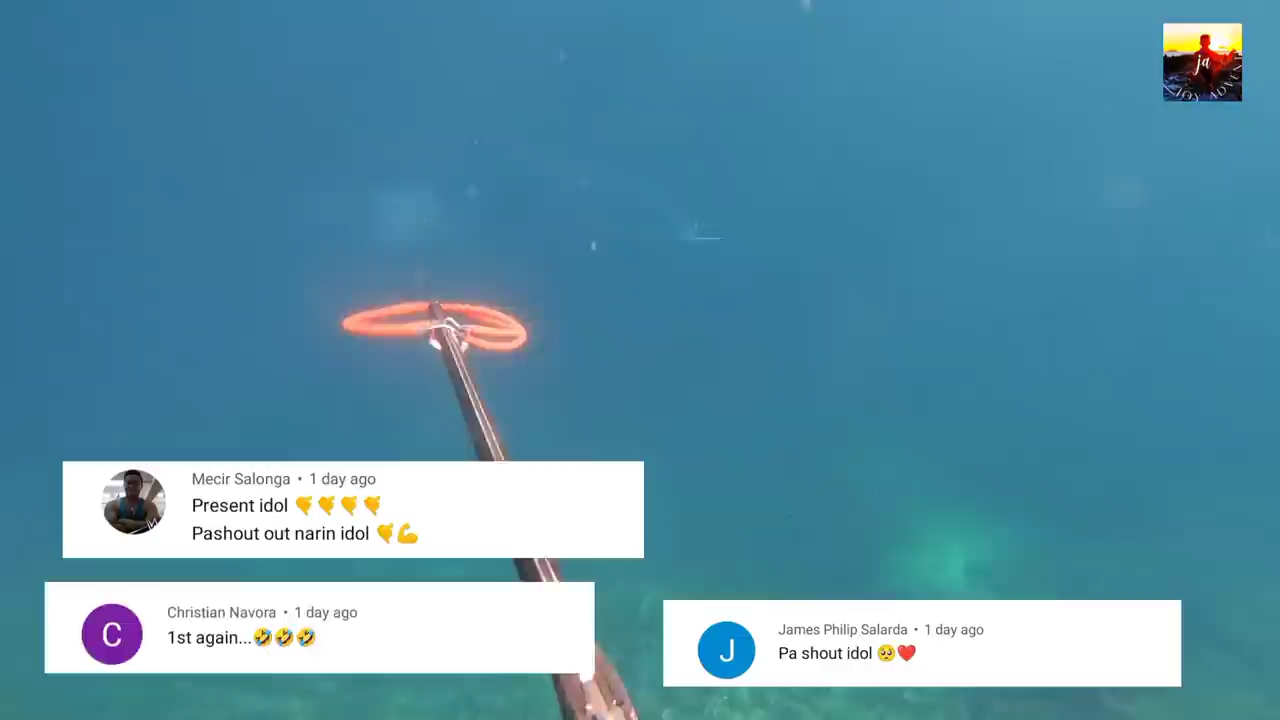 ja
Mecir Salonga • 1 day ago
Present idol 🤙🤙🤙🤙
Pashout out narin idol 🤙💪
Christian Navora • 1 day ago
C
1st again...🤣🤣🤣
James Philip Salarda • 1 day ago
J
Pa shout idol 🥺❤️